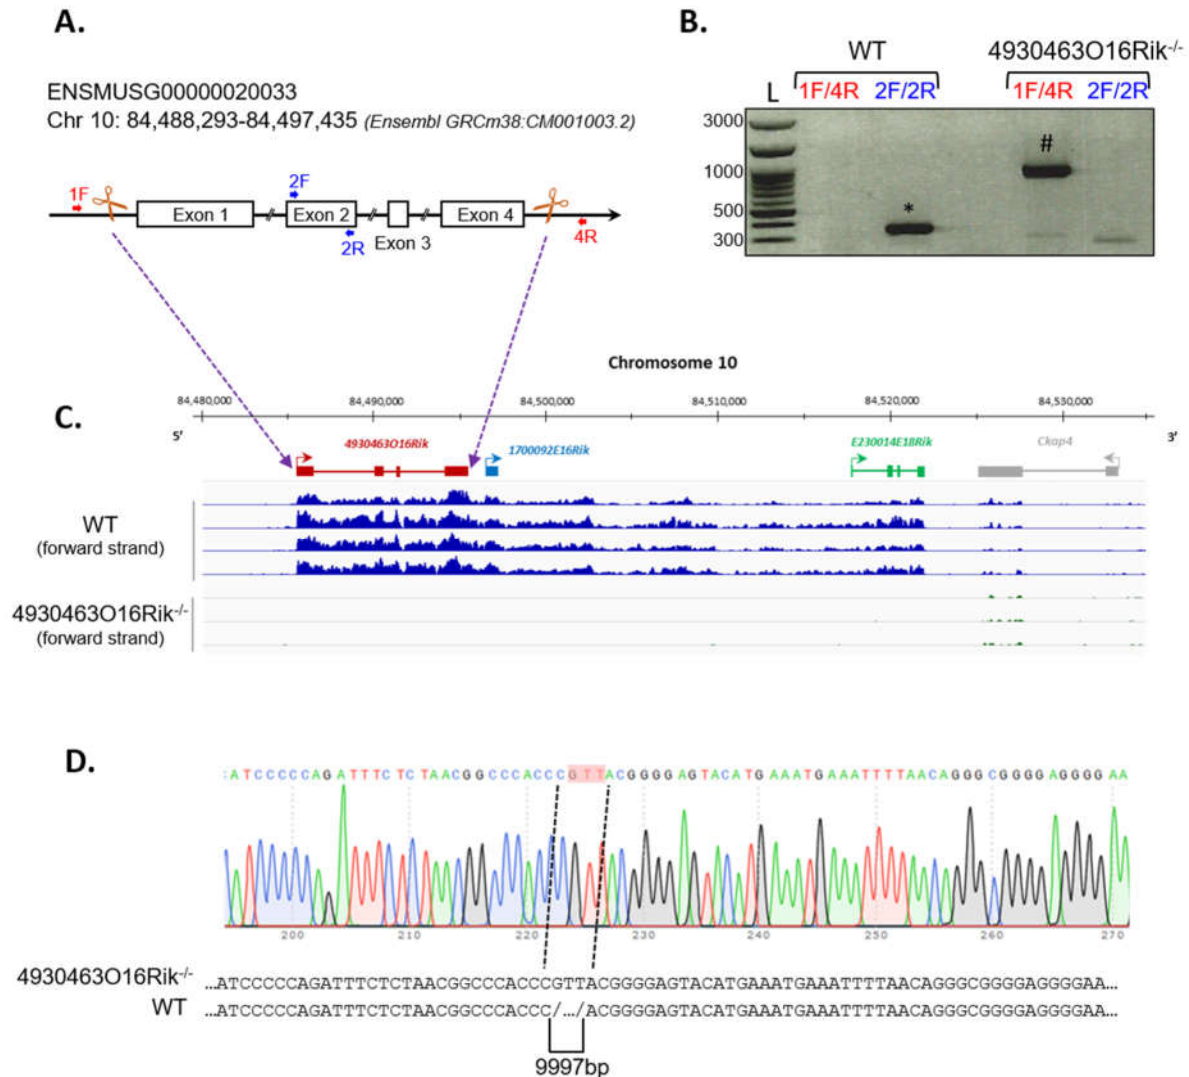 A.
ENSMUSG00000020033
Chr 10: 84,488,293-84,497,435 (Ensembl GRCm38:CM001003.2)
1F
2F
Exon 1
Exon 2
Exon 4
2R
Exon 3
4R
B.
WT
4930463O16Rik-/-
L
1F/4R
2F/2R
1F/4R
2F/2R
3000
1000
500
300
*
#
Chromosome 10
C.
84,480,000
84,490,000
84,500,000
84,510,000
84,520,000
84,530,000
5'
3'
4930463O16Rik
1700092E16Rik
E230014E18Rik
Ckap4
WT
(forward strand)
4930463O16Rik-/-
(forward strand)
D.
:ATCCCCCAGATTTCTCTAACGGCCCACCCGTTACGGGGAGTACATGAAATGAAATTTTAACAGGGCGGGGAGGGGAA
200
210
220
230
240
250
260
270
4930463O16Rik-/-
...ATCCCCCAGATTTCTCTAACGGCCCACCCGTTACGGGGAGTACATGAAATGAAATTTTAACAGGGCGGGGAGGGGAA...
WT
...ATCCCCCAGATTTCTCTAACGGCCCACCC/.../ACGGGGAGTACATGAAATGAAATTTTAACAGGGCGGGGAGGGGAA...
9997bp